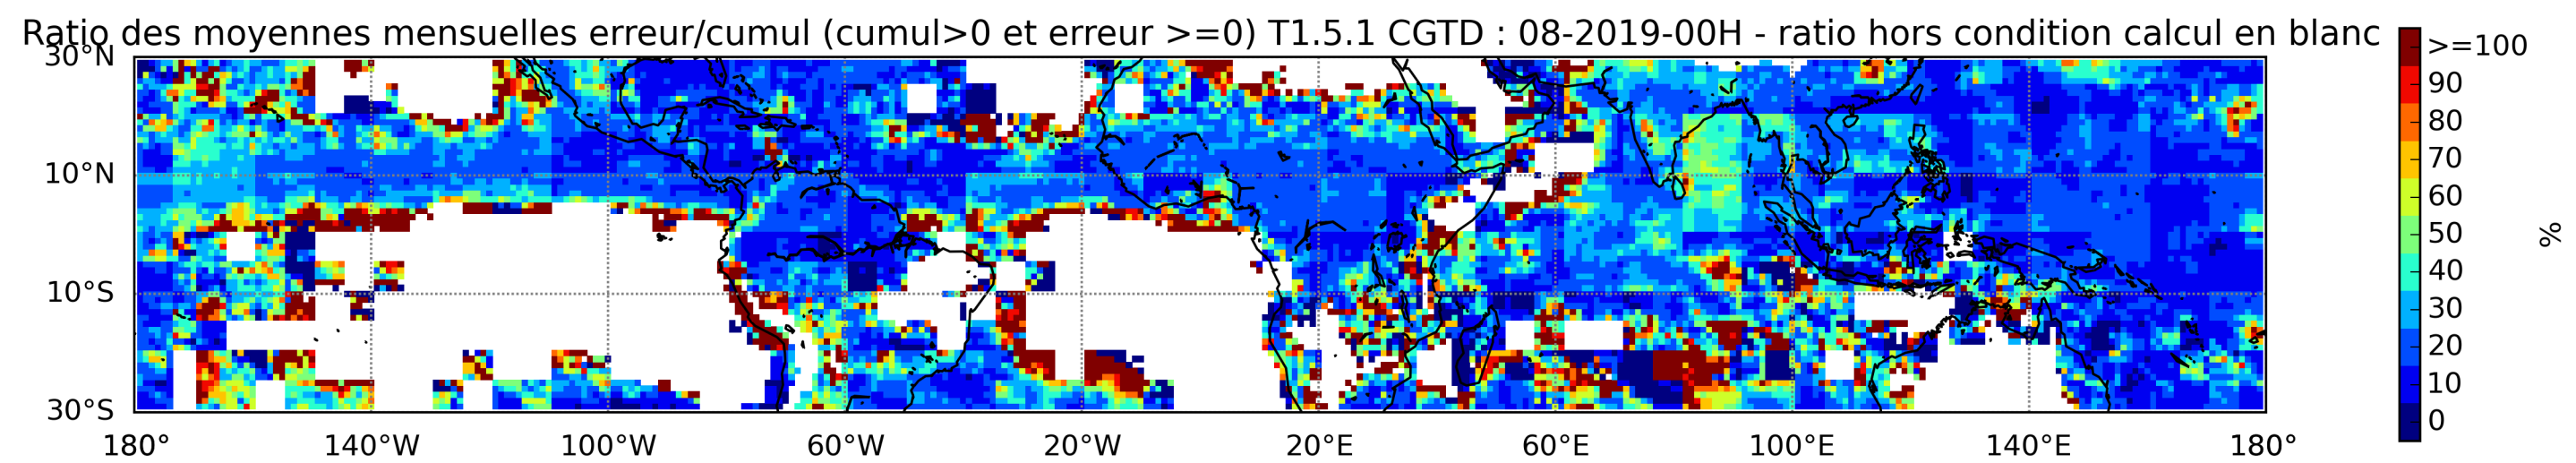 Ratio des moyennes mensuelles erreur/cumul (cumul>0 et erreur >=0) T1.5.1 CGTD : 08-2019-00H - ratio hors condition calcul en blanc
30°N
10°N
10°S
30°S
180° 140°W 100°W 60°W 20°W 20°E 60°E 100°E 140°E 180°
>=100
90
80
70
60
50
40
30
20
10
0
%